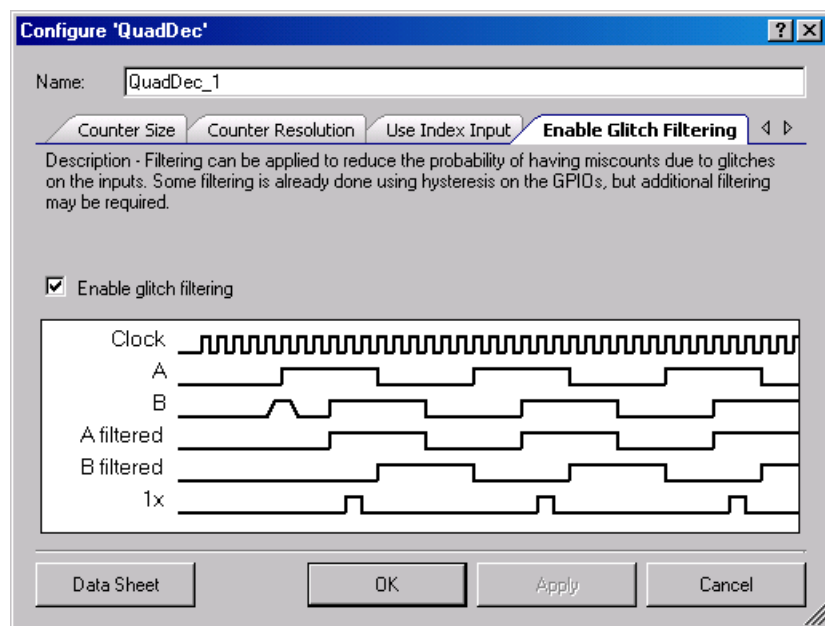 Configure 'QuadDec'
Name: QuadDec_1
Counter Size Counter Resolution Use Index Input Enable Glitch Filtering
Description - Filtering can be applied to reduce the probability of having miscounts due to glitches
on the inputs. Some filtering is already done using hysteresis on the GPIOs, but additional filtering
may be required.
Enable glitch filtering
Clock
A
B
A filtered
B filtered
1x
Data Sheet OK Apply Cancel